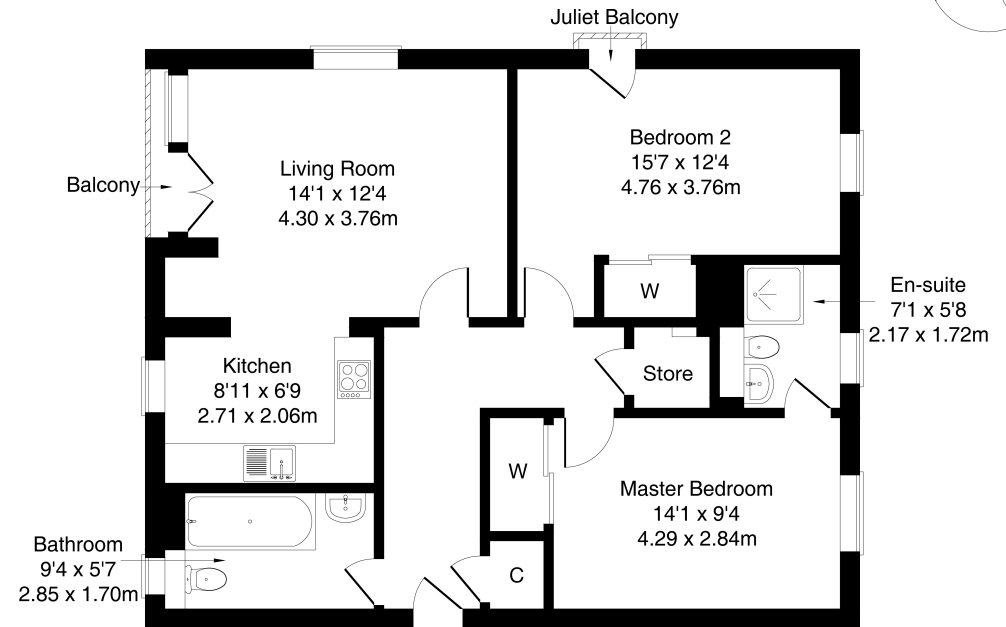 Juliet Balcony
Bedroom 2
15'7 x 12'4
4.76 x 3.76m
Living Room
14'1 x 12'4
4.30 x 3.76m
Balcony
W
En-suite
7'1 x 5'8
2.17 x 1.72m
Kitchen
8'11 x 6'9
2.71 x 2.06m
Store
W
Master Bedroom
14'1 x 9'4
4.29 x 2.84m
Bathroom
9'4 x 5'7
2.85 x 1.70m
C